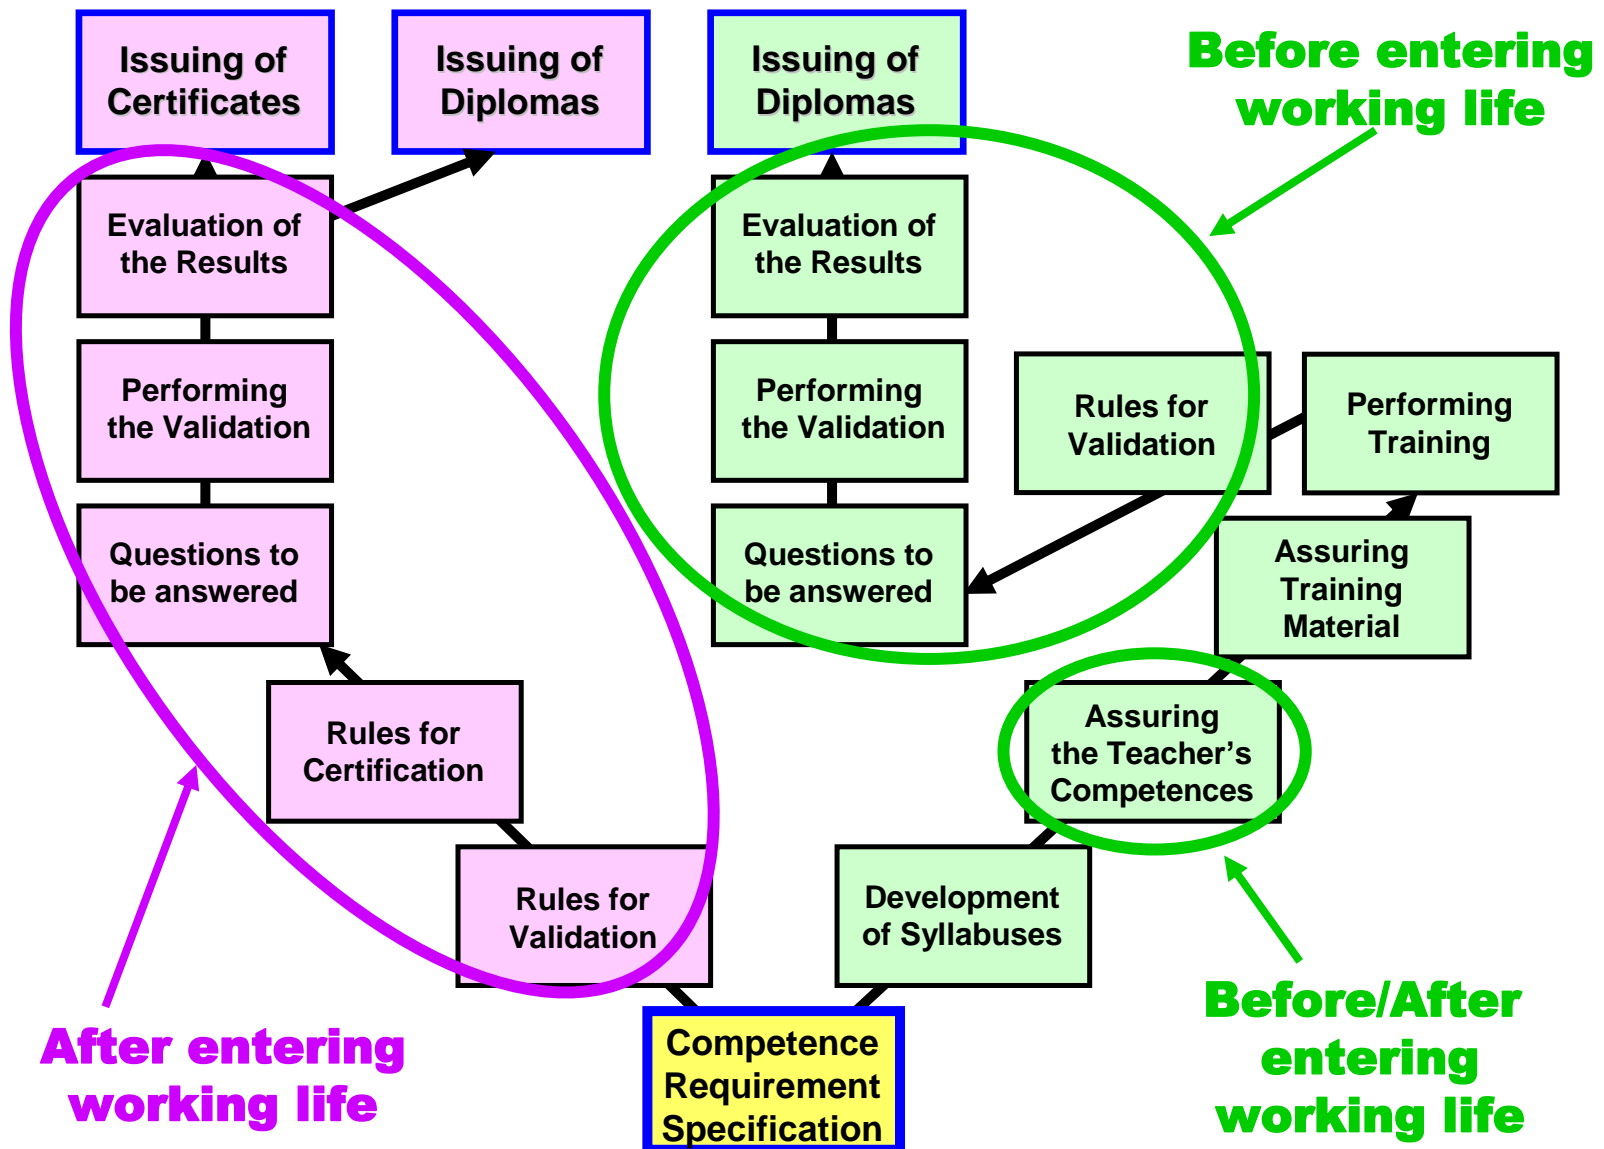 Issuing of
Certificates
Issuing of
Diplomas
Issuing of
Diplomas
Before entering
working life
Evaluation of
the Results
Evaluation of
the Results
Performing
the Validation
Performing
the Validation
Rules for
Validation
Performing
Training
Questions to
be answered
Questions to
be answered
Assuring
Training
Material
Rules for
Certification
Assuring
the Teacher’s
Competences
Rules for
Validation
Development
of Syllabuses
After entering
working life
Competence
Requirement
Specification
Before/After
entering
working life